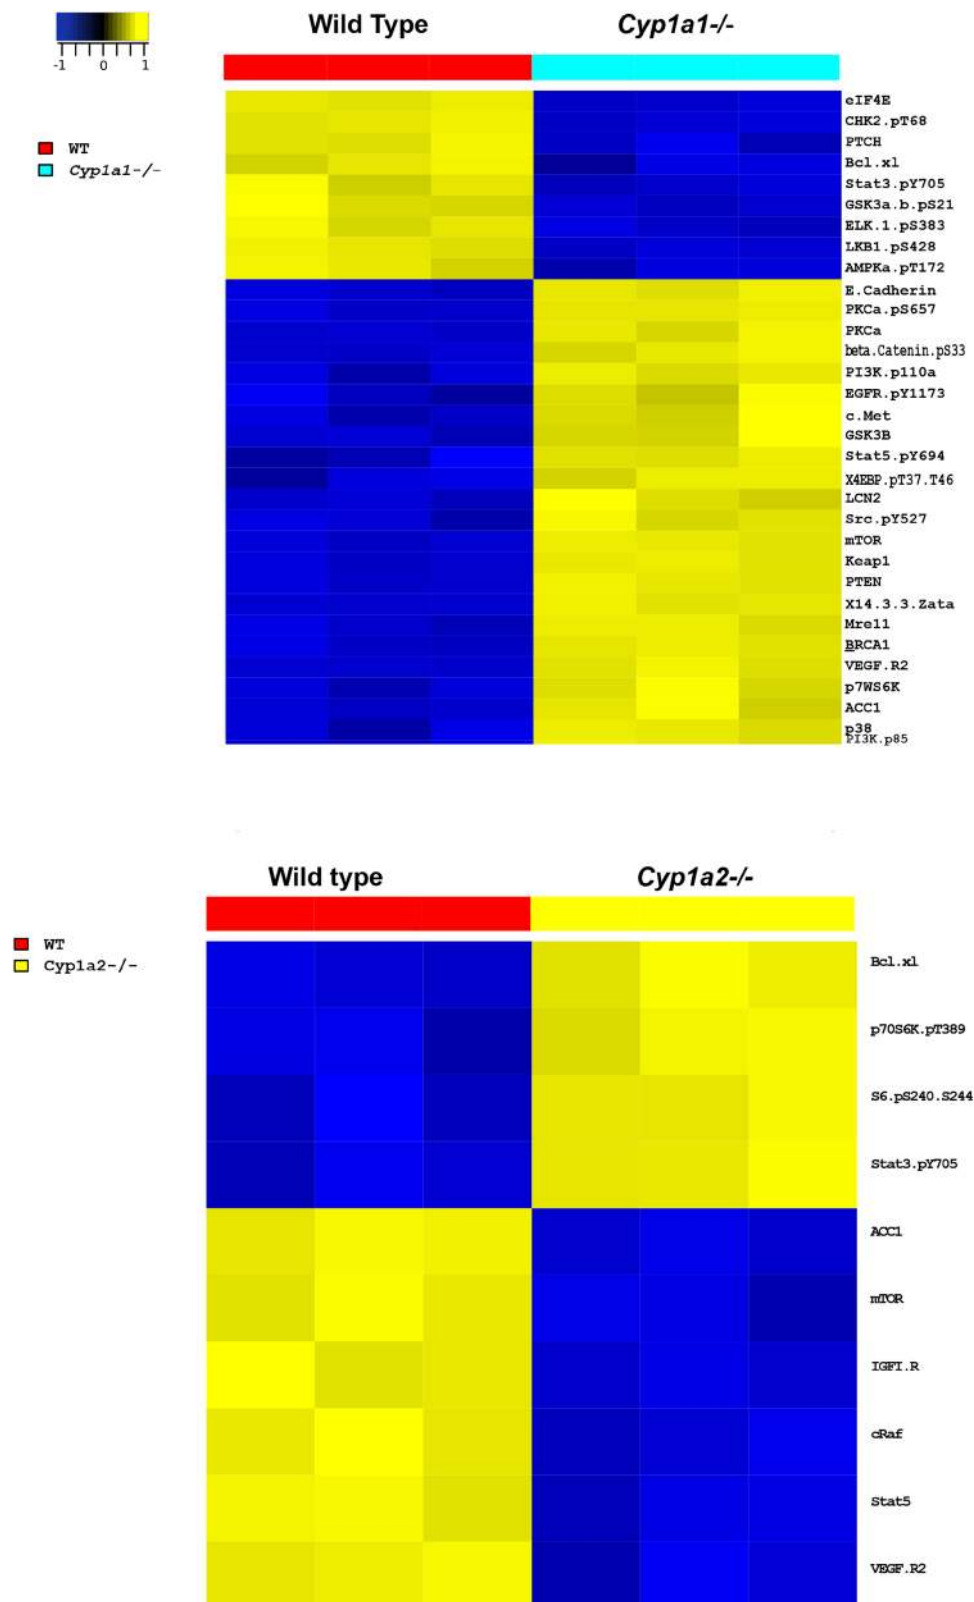 Wild Type Cyp1a1-/-
-1 0 1
WT
Cyp1a1-/-
eIF4E
CHK2.pT68
PTCH
Bcl.xl
Stat3.pY705
GSK3a.b.pS21
ELK.1.pS383
LKB1.pS428
AMPKa.pT172
E.Cadherin
PKCa.pS657
PKCa
beta.Catenin.pS33
PI3K.p110a
EGFR.pY1173
c.Met
GSK3B
Stat5.pY694
X4EBP.pT37.T46
LCN2
Src.pY527
mTOR
Keap1
PTEN
X14.3.3.Zata
Mre11
BRCA1
VEGF.R2
p7WS6K
ACC1
p38
PI3K.p85
Wild type Cyp1a2-/-
WT
Cyp1a2-/-
Bcl.xl
p70S6K.pT389
S6.pS240.S244
Stat3.pY705
ACC1
mTOR
IGFI.R
cRaf
Stat5
VEGF.R2